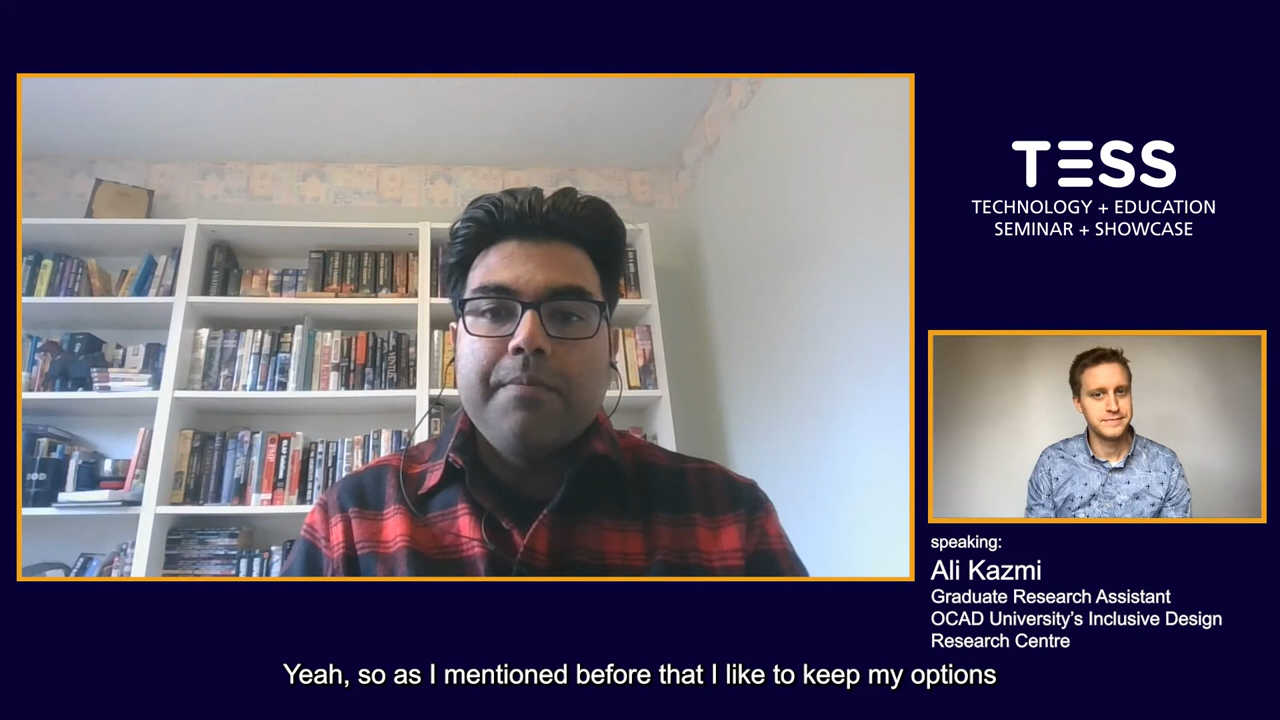 TESS
TECHNOLOGY + EDUCATION
SEMINAR + SHOWCASE
speaking:
Ali Kazmi
Graduate Research Assistant
OCAD University's Inclusive Design
Research Centre
Yeah, so as I mentioned before that I like to keep my options